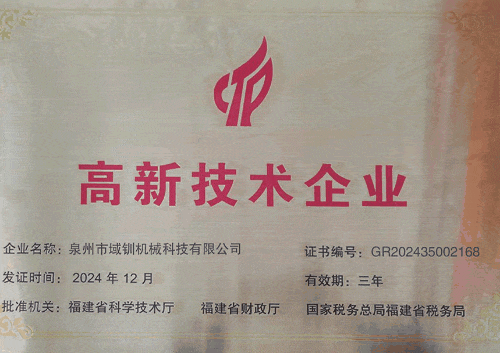 高新技术企业
企业名称：泉州市域钏机械科技有限公司 证书编号：GR202435002168
发证时间：2024 年 12 月 有效期：三年
批准机关：福建省科学技术厅 福建省财政厅 国家税务总局福建省税务局